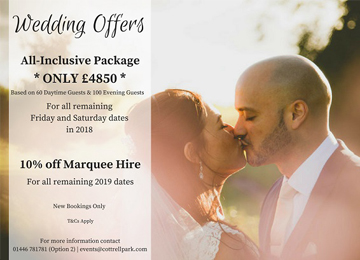 Wedding Offers
All-Inclusive Package
* ONLY £4850 *
Based on 60 Daytime Guests & 100 Evening Guests
For all remaining
Friday and Saturday dates
in 2018
10% off Marquee Hire
For all remaining 2019 dates
New Bookings Only
T&Cs Apply
For more information contact
01446 781781 (Option 2) | events@cottrellpark.com